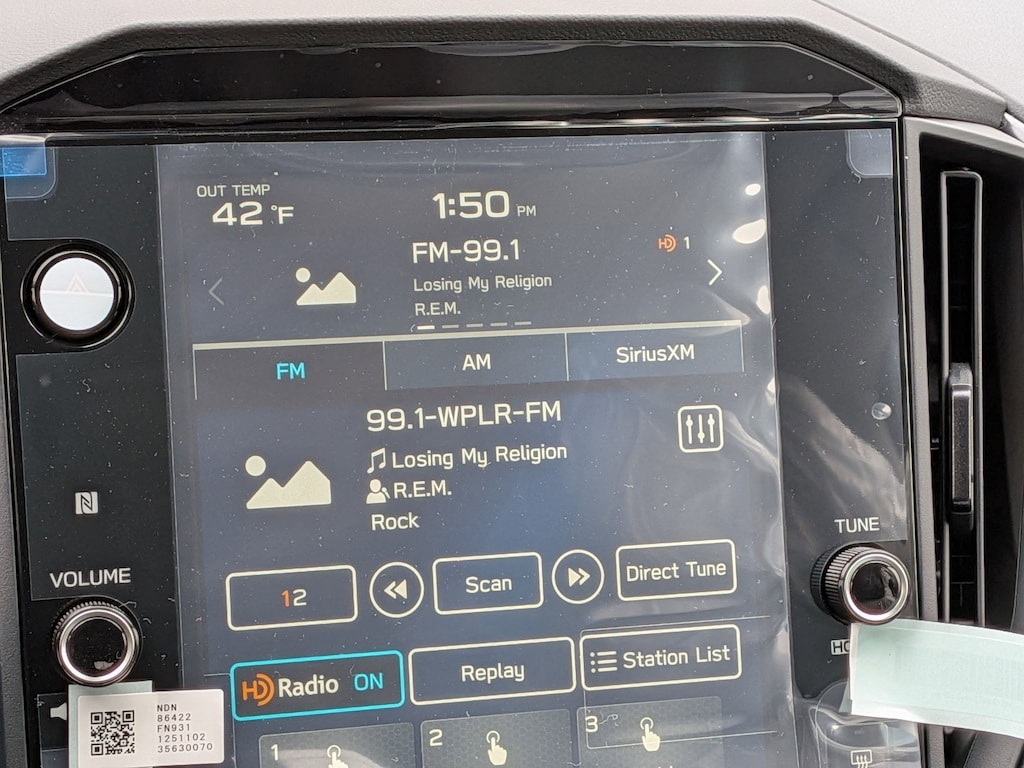 OUT TEMP
42 °F
1:50 PM
FM-99.1
HD 1
Losing My Religion
R.E.M.
FM
AM
SiriusXM
99.1-WPLR-FM
Losing My Religion
R.E.M.
Rock
VOLUME
TUNE
12
Scan
Direct Tune
HD Radio ON
Replay
Station List
NDN
86422
FN931
1251102
35630070
1
2
3